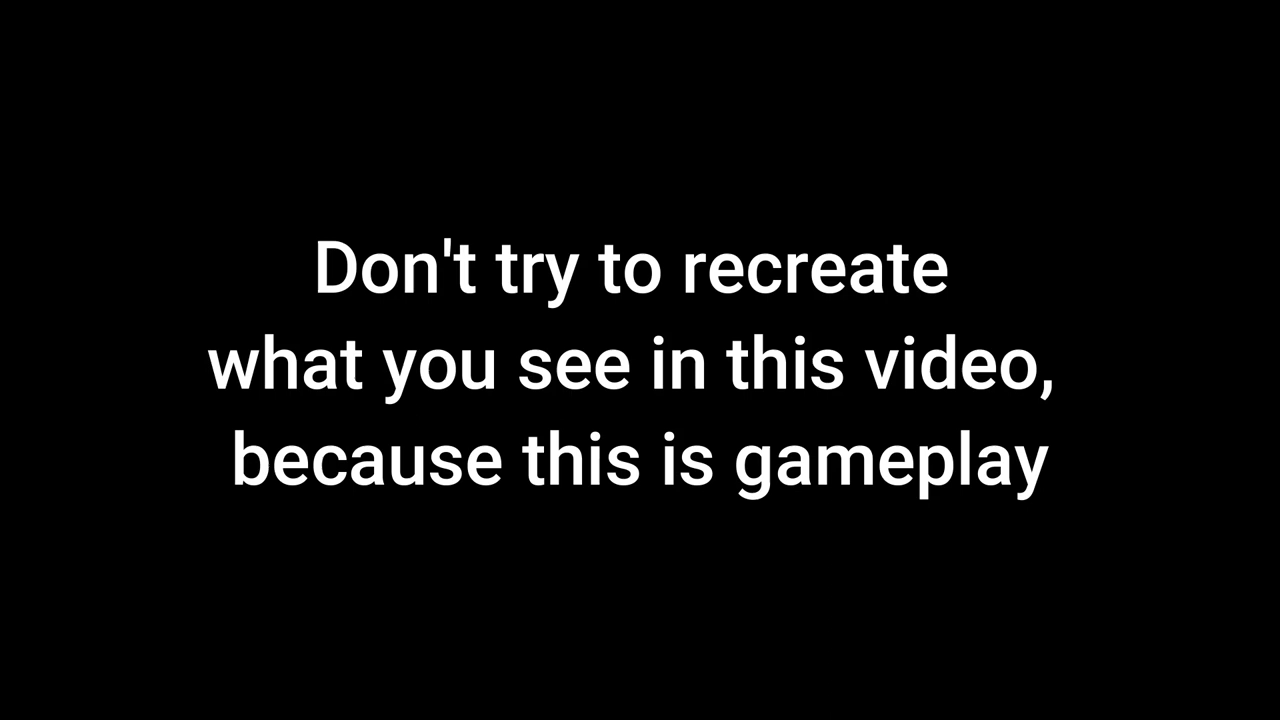 Don't try to recreate
what you see in this video,
because this is gameplay